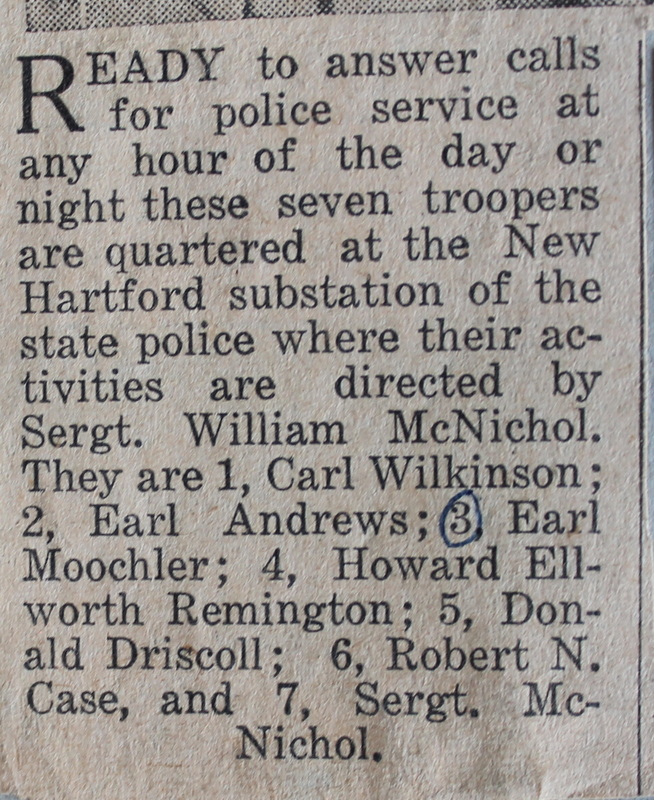 READY to answer calls
for police service at
any hour of the day or
night these seven troopers
are quartered at the New
Hartford substation of the
state police where their ac-
tivities are directed by
Sergt. William McNichol.
They are 1, Carl Wilkinson;
2, Earl Andrews; 3, Earl
Moochler; 4, Howard Ell-
worth Remington; 5, Don-
ald Driscoll; 6, Robert N.
Case, and 7, Sergt. Mc-
Nichol.